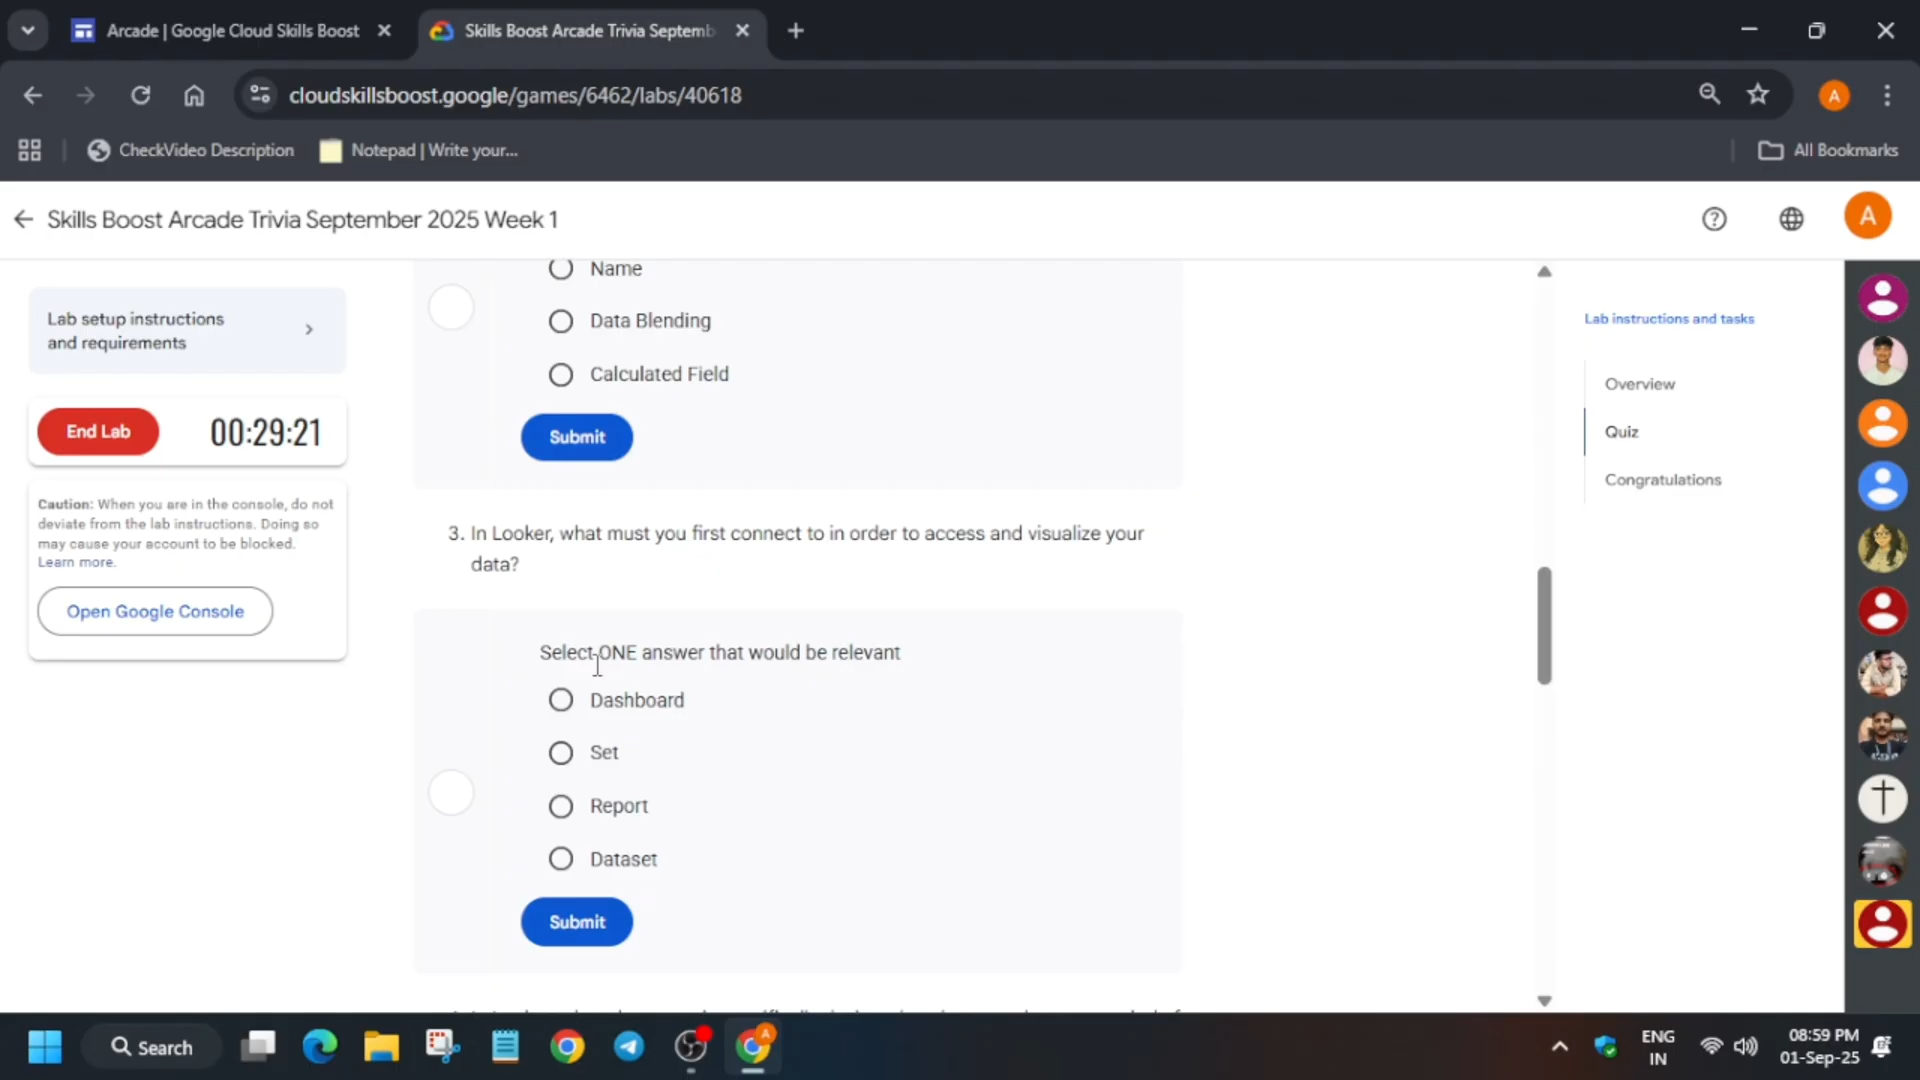 Arcade | Google Cloud Skills Boost
Skills Boost Arcade Trivia Septemb
cloudskillsboost.google/games/6462/labs/40618
A
CheckVideo Description
Notepad | Write your...
All Bookmarks
Skills Boost Arcade Trivia September 2025 Week 1
A
Lab setup instructions
and requirements
End Lab
00:29:21
Caution: When you are in the console, do not
deviate from the lab instructions. Doing so
may cause your account to be blocked.
Learn more.
Open Google Console
Name
Data Blending
Calculated Field
Submit
3. In Looker, what must you first connect to in order to access and visualize your
data?
Select ONE answer that would be relevant
Dashboard
Set
Report
Dataset
Submit
Lab instructions and tasks
Overview
Quiz
Congratulations
Search
A
ENG
IN
08:59 PM
01-Sep-25